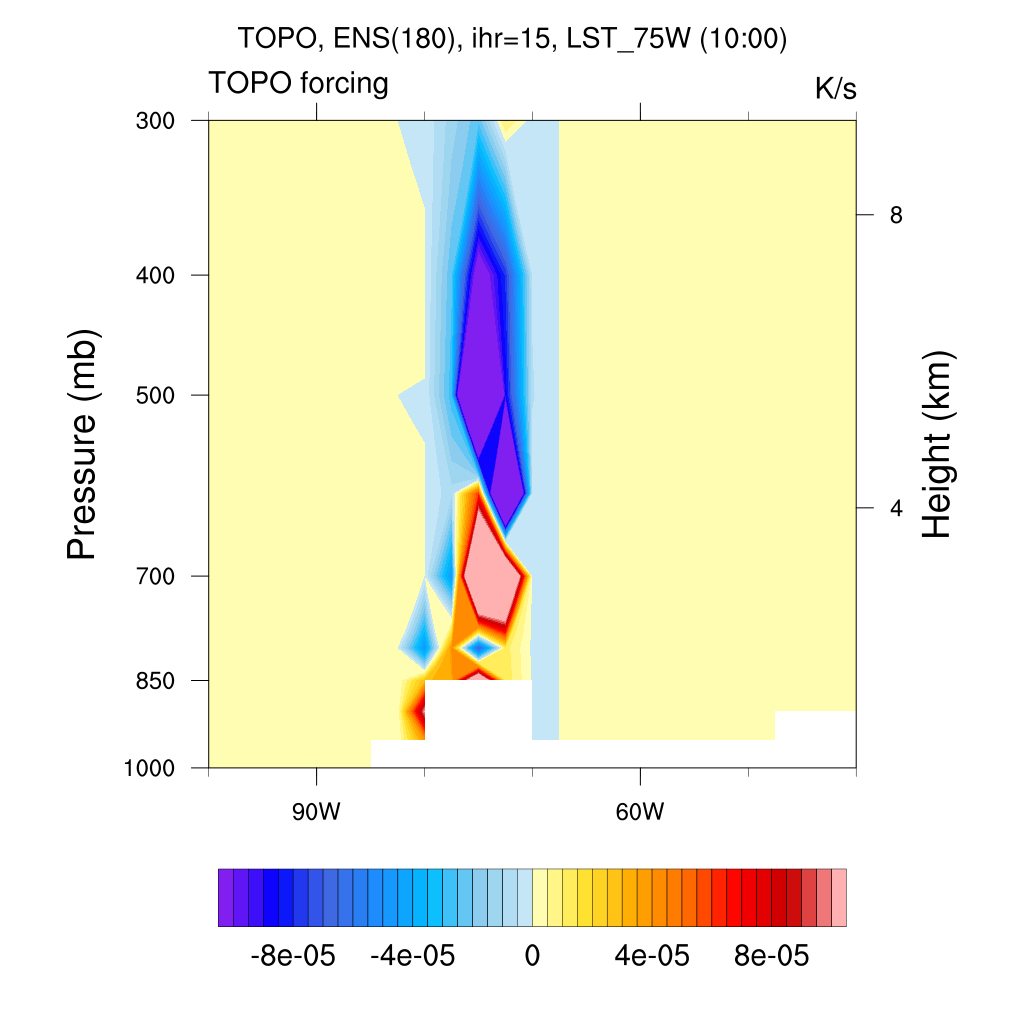 TOPO, ENS(180), ihr=15, LST_75W (10:00)
TOPO forcing
K/s
300
400
500
700
850
1000
Pressure (mb)
8
4
Height (km)
90W
60W
-8e-05
-4e-05
0
4e-05
8e-05